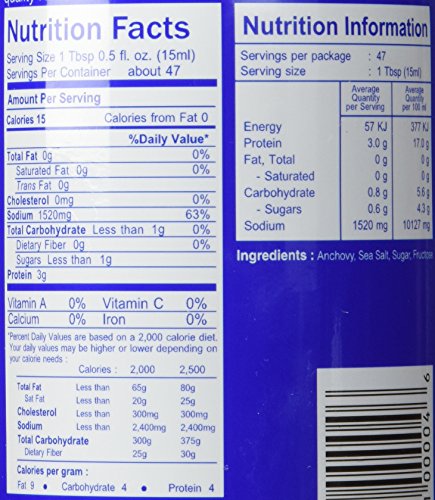 quality
Nutrition Facts
Serving Size 1 Tbsp 0.5 fl. oz. (15ml)
Servings Per Container about 47
Amount Per Serving
Calories 15 Calories from Fat 0
%Daily Value*
Total Fat 0g 0%
Saturated Fat 0g 0%
Trans Fat 0g
Cholesterol 0mg 0%
Sodium 1520mg 63%
Total Carbohydrate Less than 1g 0%
Dietary Fiber 0g 0%
Sugars Less than 1g
Protein 3g
Vitamin A 0% Vitamin C 0%
Calcium 0% Iron 0%
*Percent Daily Values are based on a 2,000 calorie diet.
Your daily values may be higher or lower depending on
your calorie needs :
Calories : 2,000 2,500
Total Fat Less than 65g 80g
Sat Fat Less than 20g 25g
Cholesterol Less than 300mg 300mg
Sodium Less than 2,400mg 2,400mg
Total Carbohydrate 300g 375g
Dietary Fiber 25g 30g
Calories per gram :
Fat 9 • Carbohydrate 4 • Protein 4
Nutrition Information
Servings per package : 47
Serving size : 1 Tbsp (15ml)
Average Quantity per Serving
Average Quantity per 100 ml
Energy 57 KJ 377 KJ
Protein 3.0 g 17.0 g
Fat, Total 0 g 0 g
- Saturated 0 g 0 g
Carbohydrate 0.8 g 5.6 g
- Sugars 0.6 g 4.3 g
Sodium 1520 mg 10127 mg
Ingredients : Anchovy, Sea Salt, Sugar, Fructose
00004 6